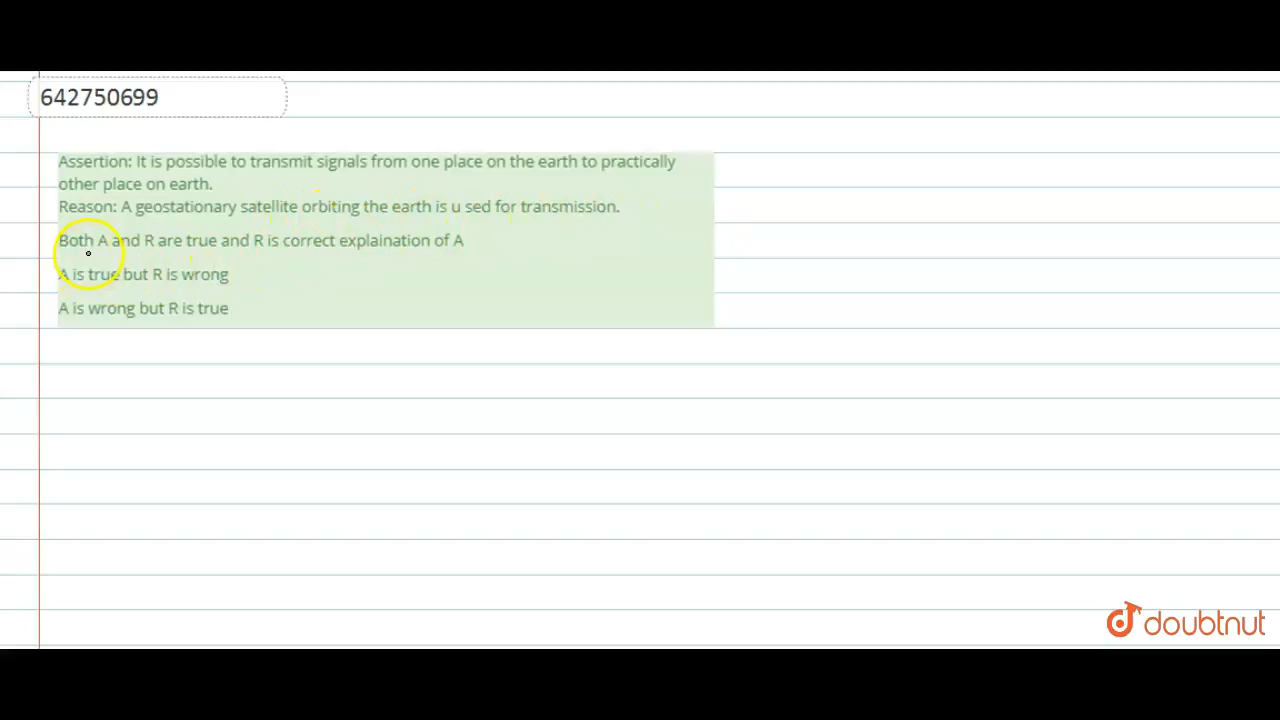 642750699
Assertion: It is possible to transmit signals from one place on the earth to practically
other place on earth.
Reason: A geostationary satellite orbiting the earth is u sed for transmission.
Both A and R are true and R is correct explaination of A
A is true but R is wrong
A is wrong but R is true
doubtnut